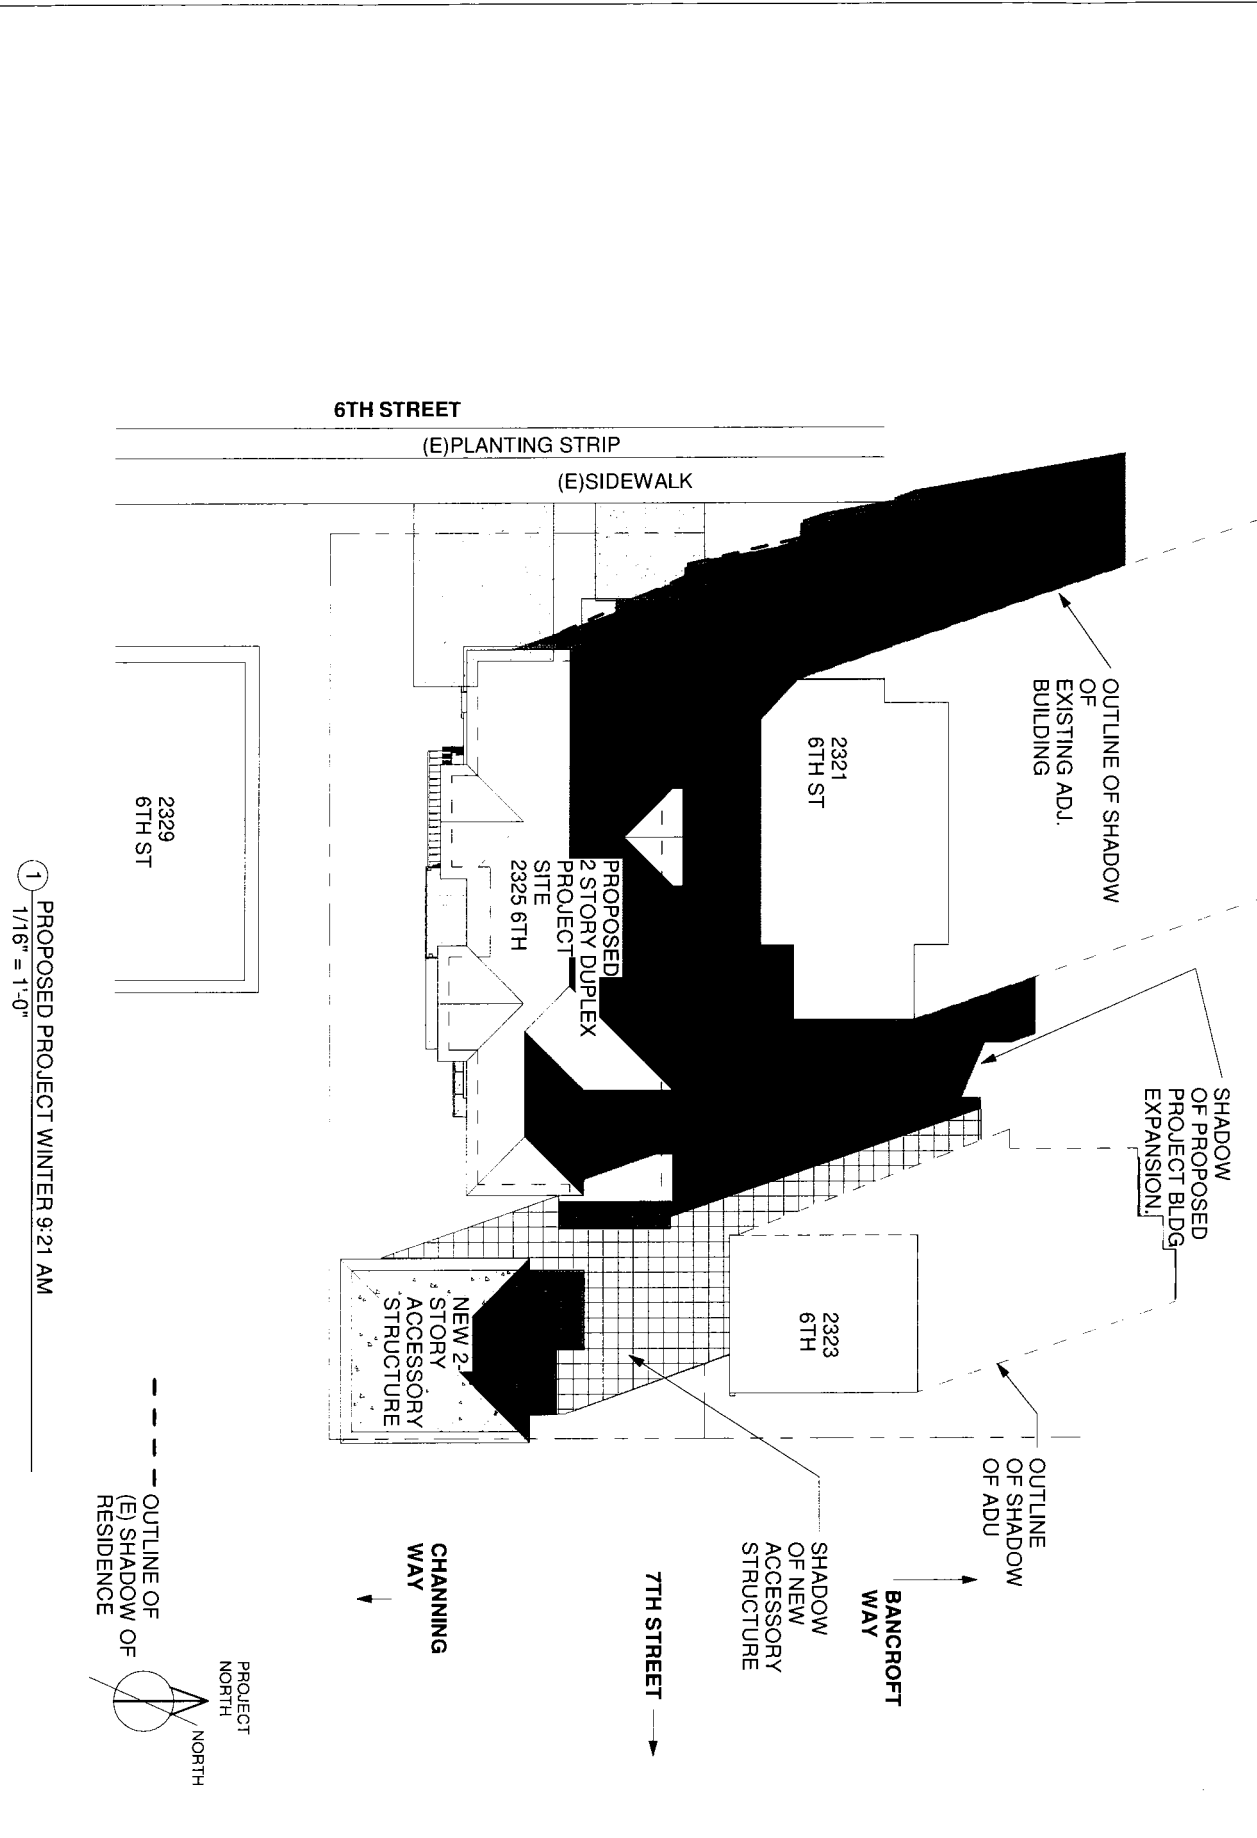 6TH STREET
(E)PLANTING STRIP
(E)SIDEWALK
OUTLINE OF SHADOW
OF
EXISTING ADJ.
BUILDING
2321
6TH ST
2329
6TH ST
PROPOSED
2 STORY DUPLEX
PROJECT
SITE
2325 6TH
SHADOW
OF PROPOSED
PROJECT BLDG
EXPANSION.
2323
6TH
NEW 2-
STORY
ACCESSORY
STRUCTURE
OUTLINE
OF SHADOW
OF ADU
SHADOW
OF NEW
ACCESSORY
STRUCTURE
BANCROFT
WAY
7TH STREET
CHANNING
WAY
OUTLINE OF
(E) SHADOW OF
RESIDENCE
PROJECT
NORTH
NORTH
1 PROPOSED PROJECT WINTER 9:21 AM
1/16" = 1'-0"